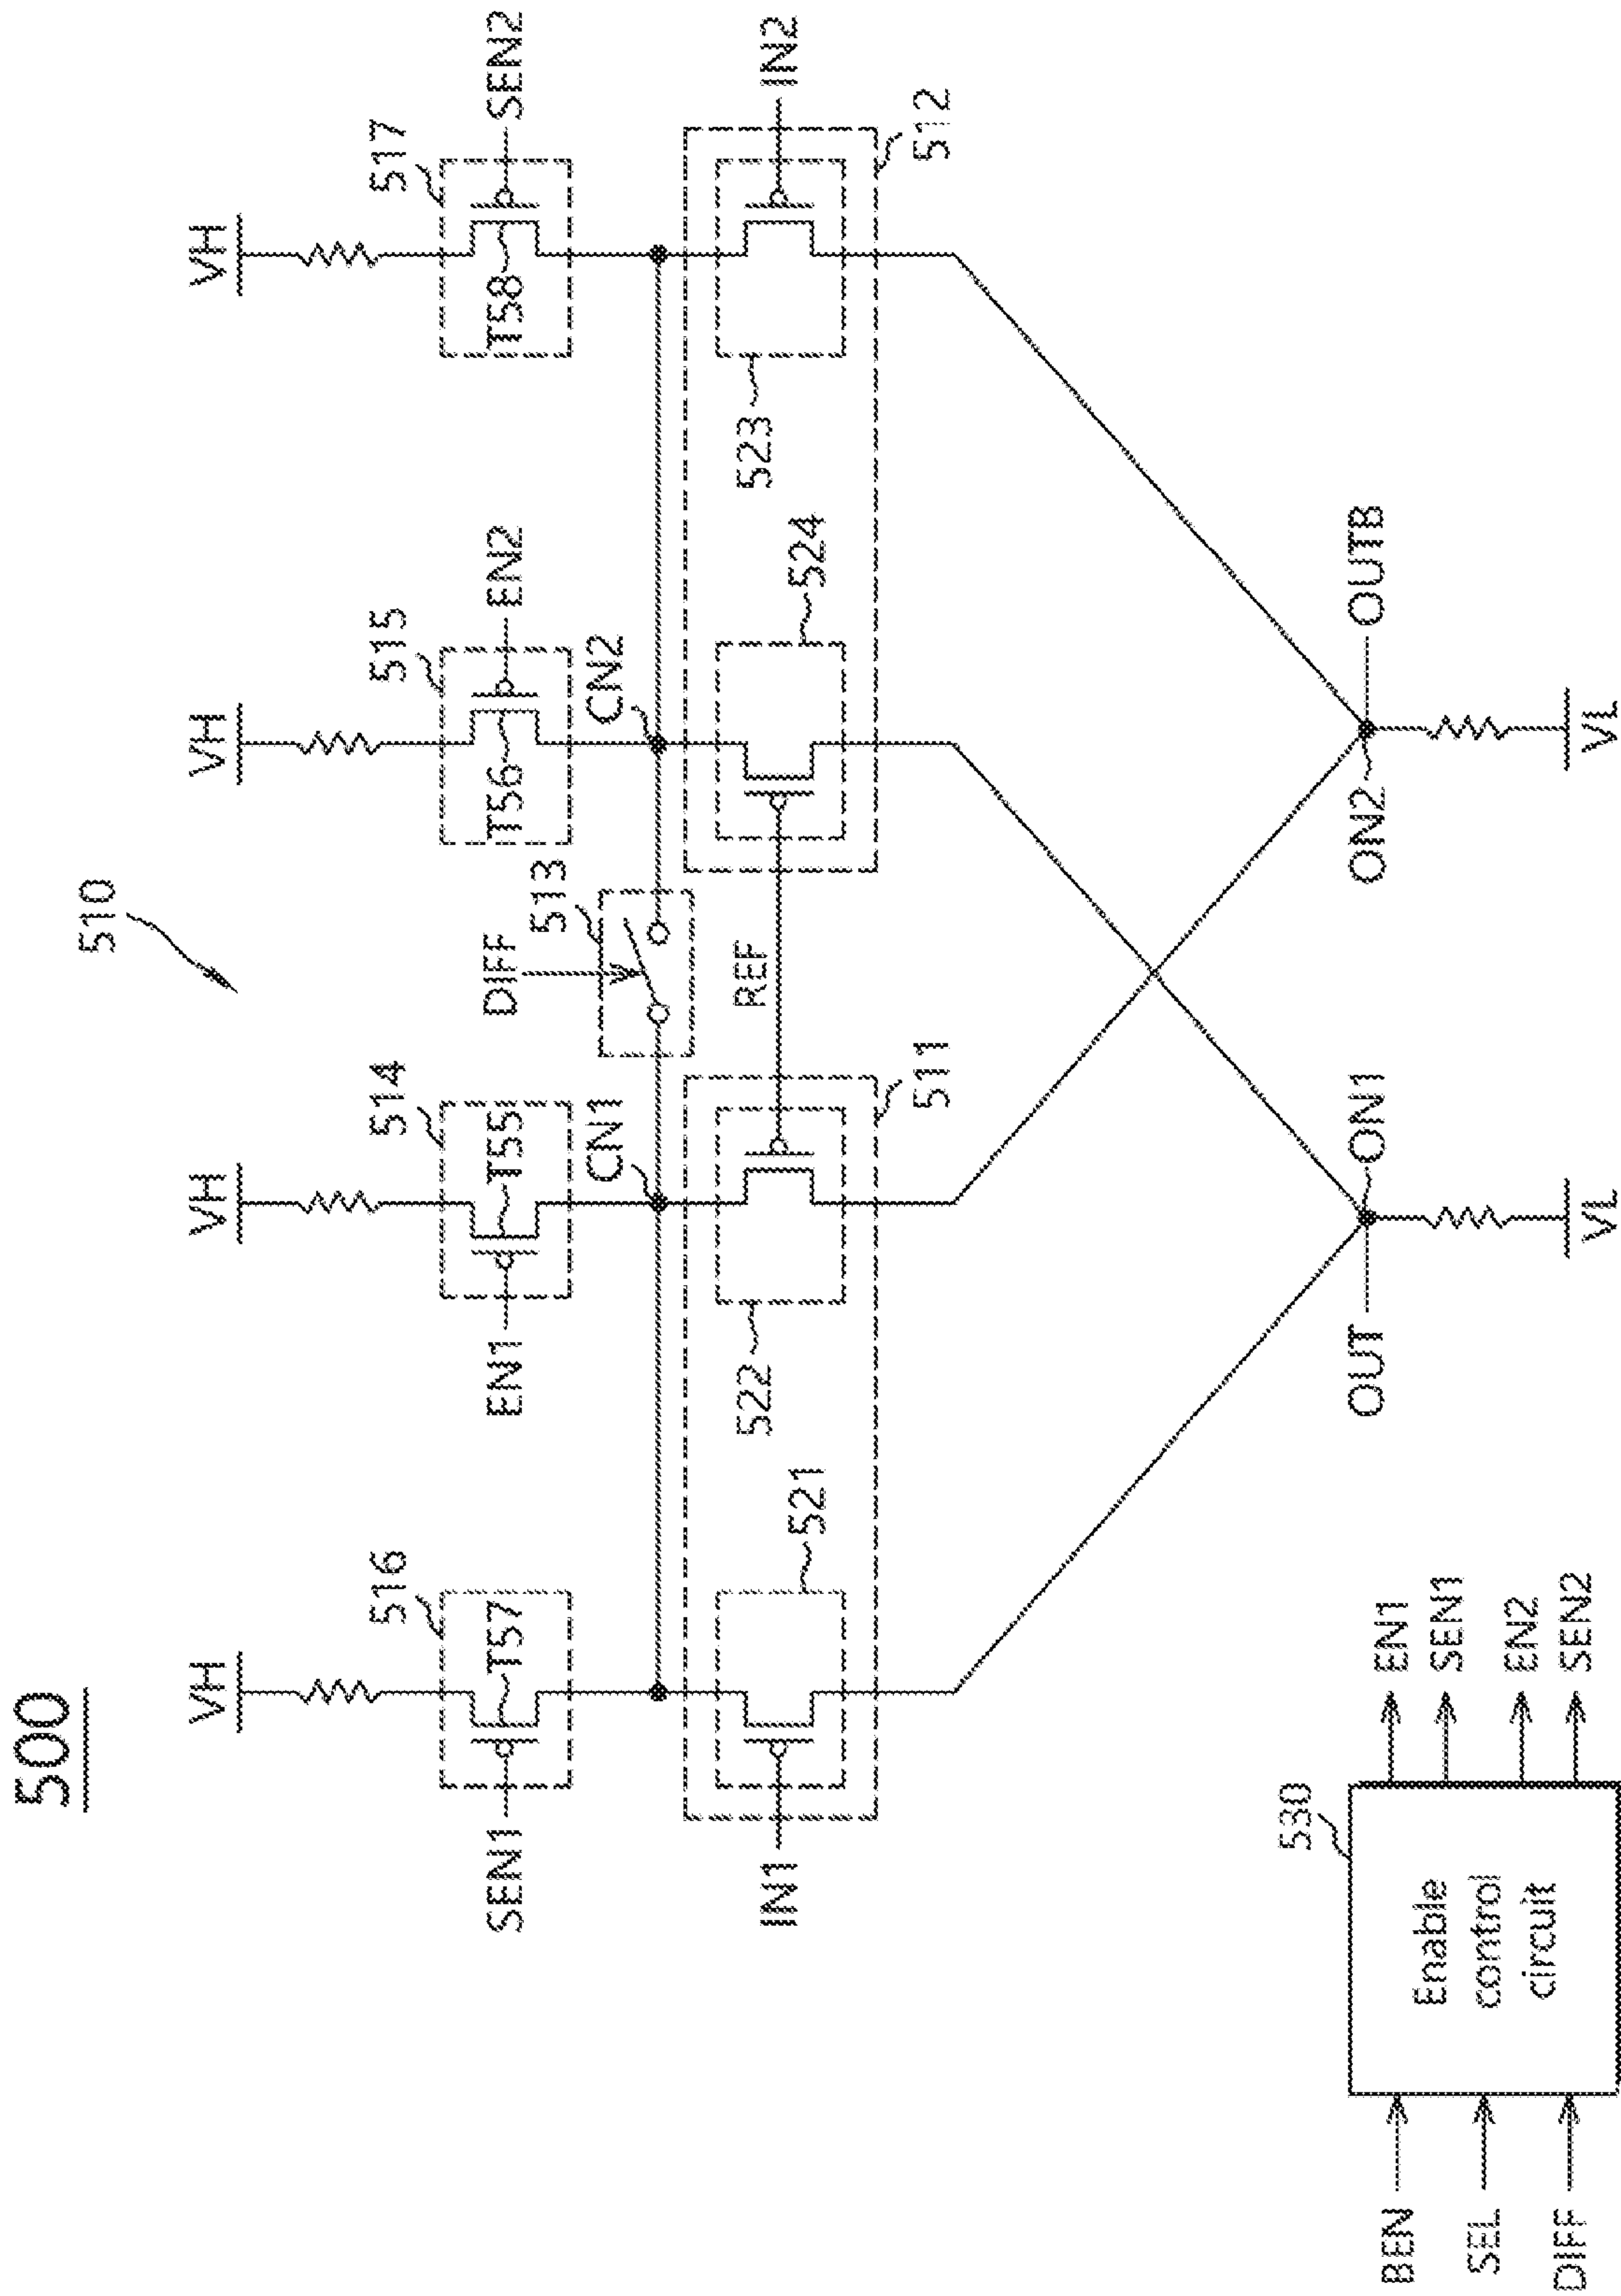 500
510
VH
VH
VH
VH
516
514
515
517
SEN1
T57
EN1
T55
T56
EN2
T58
SEN2
DIFF
513
CN1
CN2
IN1
521
522
REF
524
523
IN2
511
512
OUT
ON1
ON2
OUTB
VL
VL
530
BEN
SEL
DIFF
Enable
control
circuit
EN1
SEN1
EN2
SEN2